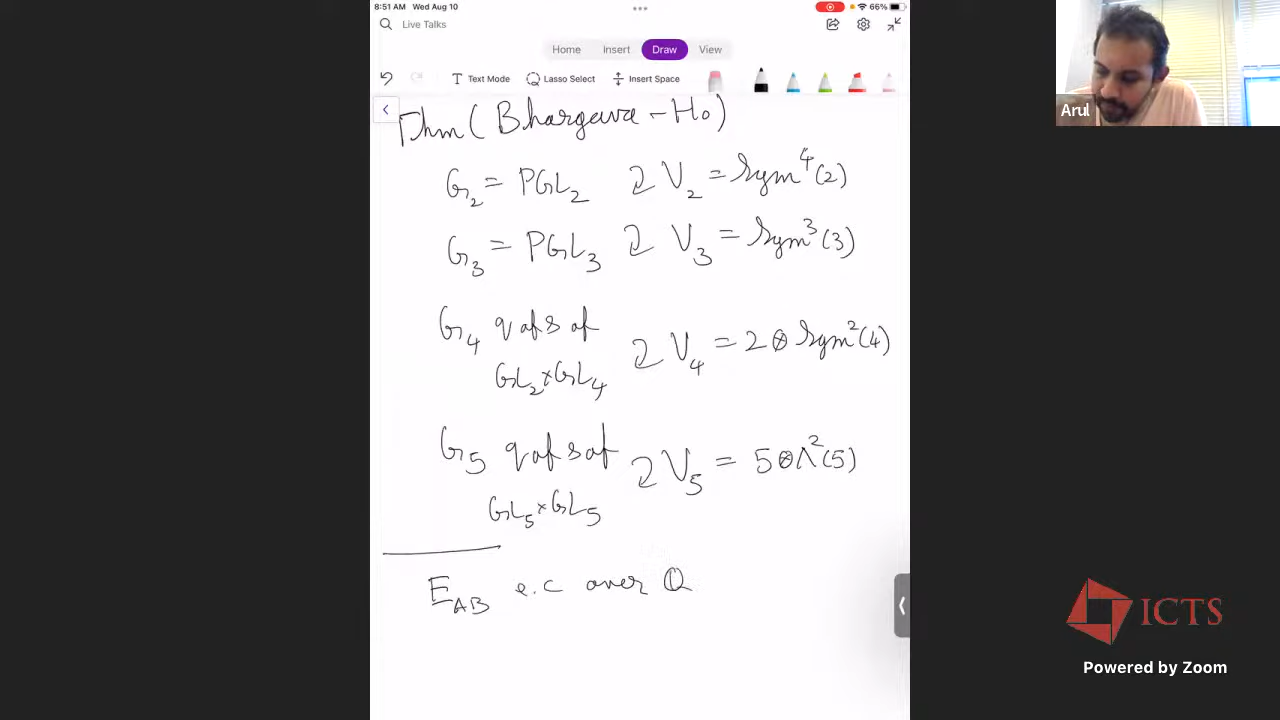 8:51 AM Wed Aug 10
66%
Live Talks
Home Insert Draw View
Text Mode Lasso Select Insert Space
Thm (Bhargava - Ho)
G₂ = PGL₂ ⤾ V₂ = Sym⁴(2)
G₃ = PGL₃ ⤾ V₃ = Sym³(3)
G₄ q of s of GL₂×GL₄ ⤾ V₄ = 2⊗Sym²(4)
G₅ q of s of GL₅×GL₅ ⤾ V₅ = 5⊗Λ²(5)
E_AB e.c over Q
Arul
ICTS
Powered by Zoom